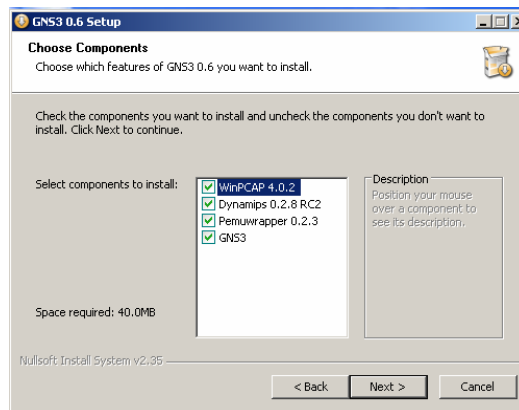 GNS3 0.6 Setup
Choose Components
Choose which features of GNS3 0.6 you want to install.
Check the components you want to install and uncheck the components you don't want to
install. Click Next to continue.
Select components to install:
WinPCAP 4.0.2
Dynamips 0.2.8 RC2
Pemuwrapper 0.2.3
GNS3
Description
Position your mouse
over a component to
see its description.
Space required: 40.0MB
Nullsoft Install System v2.35
< Back
Next >
Cancel